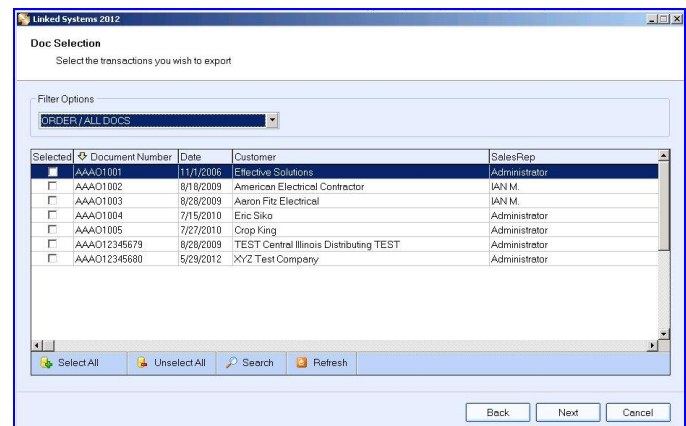 Linked Systems 2012
Doc Selection
Select the transactions you wish to export
Filter Options
ORDER / ALL DOCS
Selected Document Number Date Customer SalesRep
AAAO1001 11/1/2006 Effective Solutions Administrator
AAAO1002 8/18/2009 American Electrical Contractor IAN M.
AAAO1003 8/28/2009 Aaron Fitz Electrical IAN M.
AAAO1004 7/15/2010 Eric Siko Administrator
AAAO1005 7/27/2010 Crop King Administrator
AAAO12345679 8/28/2009 TEST Central Illinois Distributing TEST Administrator
AAAO12345680 5/29/2012 XYZ Test Company Administrator
Select All Unselect All Search Refresh
Back Next Cancel